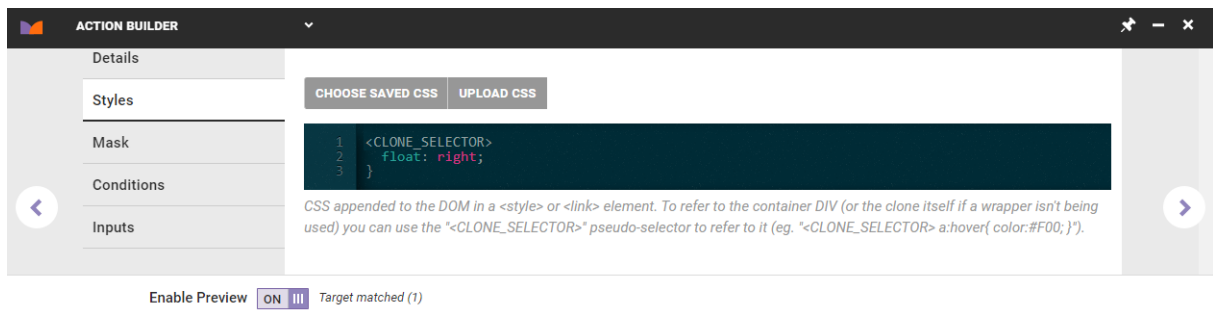 ACTION BUILDER
Details
Styles
Mask
Conditions
Inputs
CHOOSE SAVED CSS UPLOAD CSS
1 <CLONE_SELECTOR>
2 float: right;
3 }
CSS appended to the DOM in a <style> or <link> element. To refer to the container DIV (or the clone itself if a wrapper isn't being
used) you can use the "<CLONE_SELECTOR>" pseudo-selector to refer to it (eg. "<CLONE_SELECTOR> a:hover{ color:#F00; }").
Enable Preview ON Target matched (1)